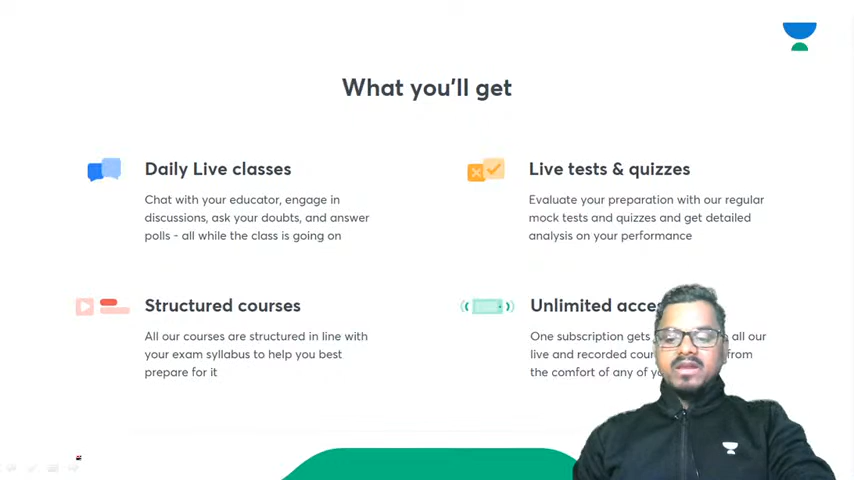 What you'll get
Daily Live classes
Chat with your educator, engage in
discussions, ask your doubts, and answer
polls - all while the class is going on
Live tests & quizzes
Evaluate your preparation with our regular
mock tests and quizzes and get detailed
analysis on your performance
Structured courses
All our courses are structured in line with
your exam syllabus to help you best
prepare for it
Unlimited
One subscription gets all our
live and recorded from
the comfort of any of